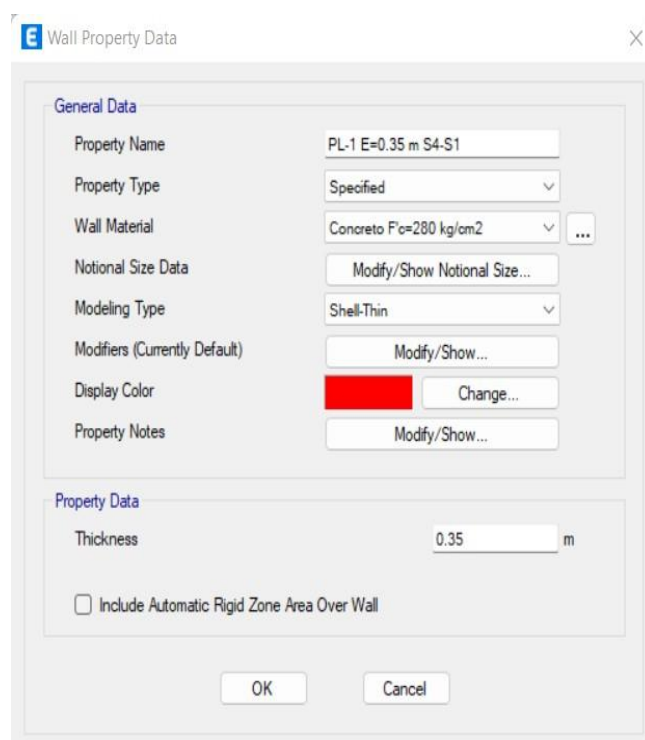 Wall Property Data
General Data
Property Name PL-1 E=0.35 m S4-S1
Property Type Specified
Wall Material Concreto F'c=280 kg/cm2 ...
Notional Size Data Modify/Show Notional Size...
Modeling Type Shell-Thin
Modifiers (Currently Default) Modify/Show...
Display Color Change...
Property Notes Modify/Show...
Property Data
Thickness 0.35 m
Include Automatic Rigid Zone Area Over Wall
OK Cancel